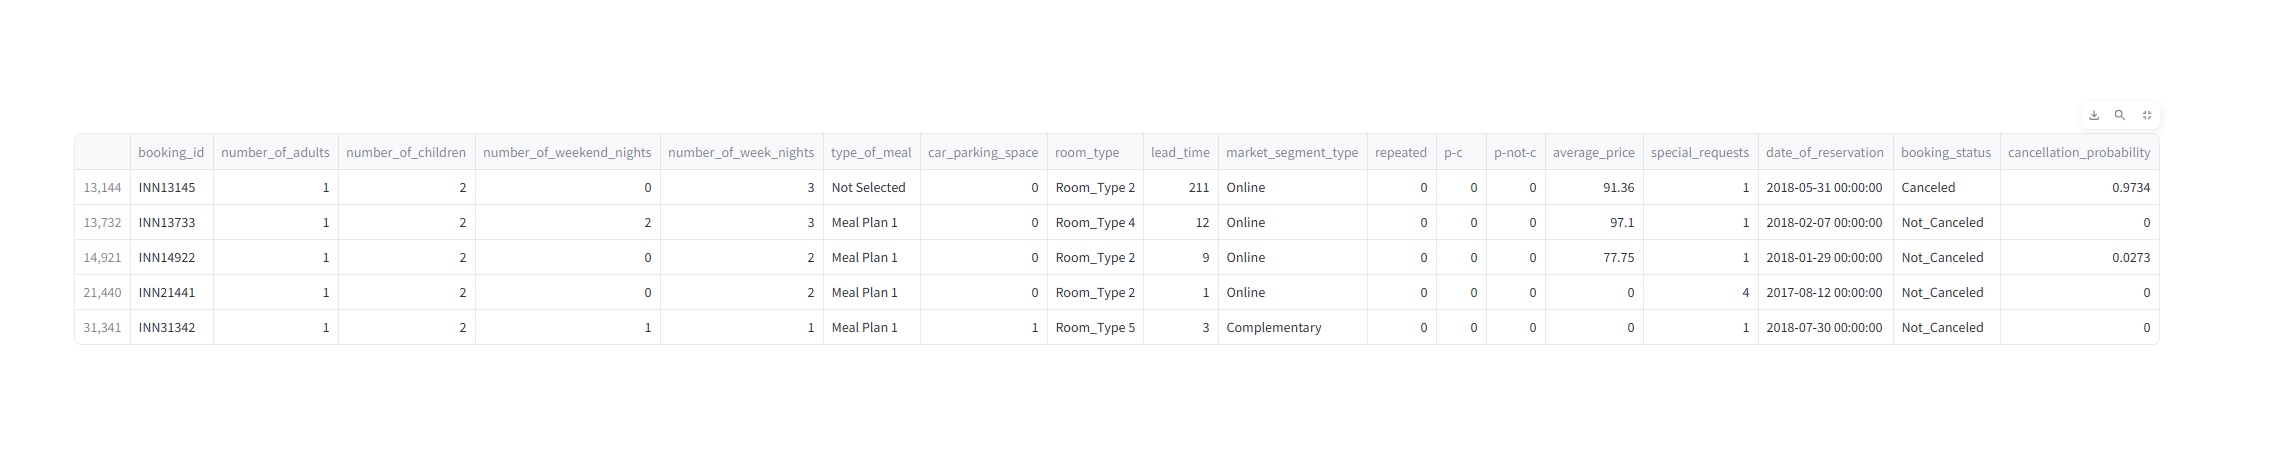 booking_id number_of_adults number_of_children number_of_weekend_nights number_of_week_nights type_of_meal car_parking_space room_type lead_time market_segment_type repeated p-c p-not-c average_price special_requests date_of_reservation booking_status cancellation_probability
13,144 INN13145 1 2 0 3 Not Selected 0 Room_Type 2 211 Online 0 0 0 91.36 1 2018-05-31 00:00:00 Canceled 0.9734
13,732 INN13733 1 2 2 3 Meal Plan 1 0 Room_Type 4 12 Online 0 0 0 97.1 1 2018-02-07 00:00:00 Not_Canceled 0
14,921 INN14922 1 2 0 2 Meal Plan 1 0 Room_Type 2 9 Online 0 0 0 77.75 1 2018-01-29 00:00:00 Not_Canceled 0.0273
21,440 INN21441 1 2 0 2 Meal Plan 1 0 Room_Type 2 1 Online 0 0 0 0 4 2017-08-12 00:00:00 Not_Canceled 0
31,341 INN31342 1 2 1 1 Meal Plan 1 1 Room_Type 5 3 Complementary 0 0 0 0 1 2018-07-30 00:00:00 Not_Canceled 0